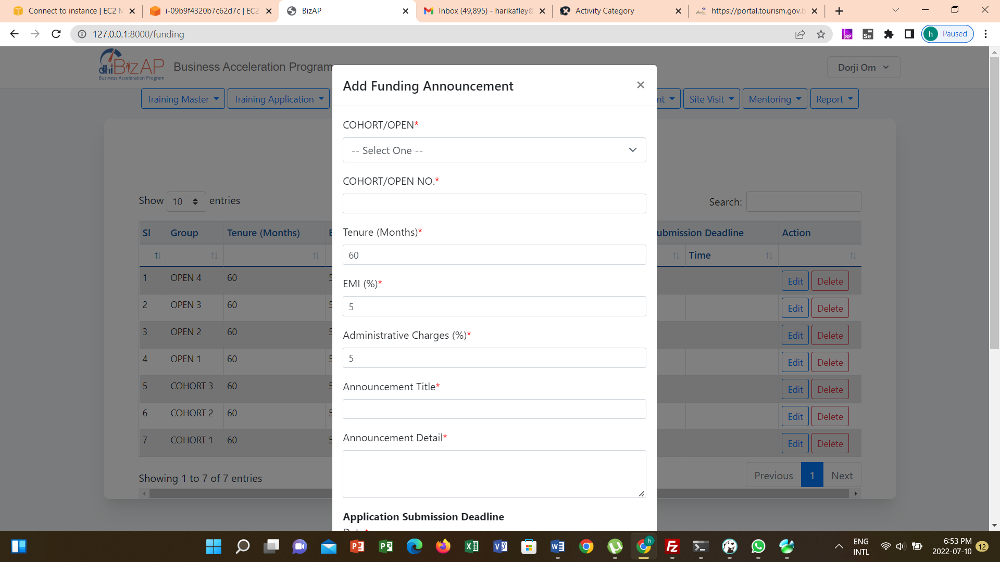 Connect to instance | EC2 M
i-09b9f4320b7c62d7c | EC2
BizAP
Inbox (49,895) - harikafley@
Activity Category
https://portal.tourism.gov.b
127.0.0.1:8000/funding
RP
Se
h Paused
dhi BizAP
Business Acceleration Program
Business Acceleration Program
Dorji Om
Training Master
Training Application
nt
Site Visit
Mentoring
Report
Add Funding Announcement
×
COHORT/OPEN*
-- Select One --
COHORT/OPEN NO.*
Tenure (Months)*
60
EMI (%)*
5
Administrative Charges (%)*
5
Announcement Title*
Announcement Detail*
Application Submission Deadline
Date*
Show 10 entries
Search:
Sl Group Tenure (Months) E ubmission Deadline Action
Time
1 OPEN 4 60 5 Edit Delete
2 OPEN 3 60 5 Edit Delete
3 OPEN 2 60 5 Edit Delete
4 OPEN 1 60 5 Edit Delete
5 COHORT 3 60 5 Edit Delete
6 COHORT 2 60 5 Edit Delete
7 COHORT 1 60 5 Edit Delete
Showing 1 to 7 of 7 entries
Previous 1 Next
ENG
INTL
6:53 PM
2022-07-10
12